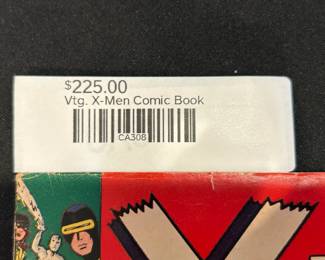 $225.00
Vtg. X-Men Comic Book
CA308
X